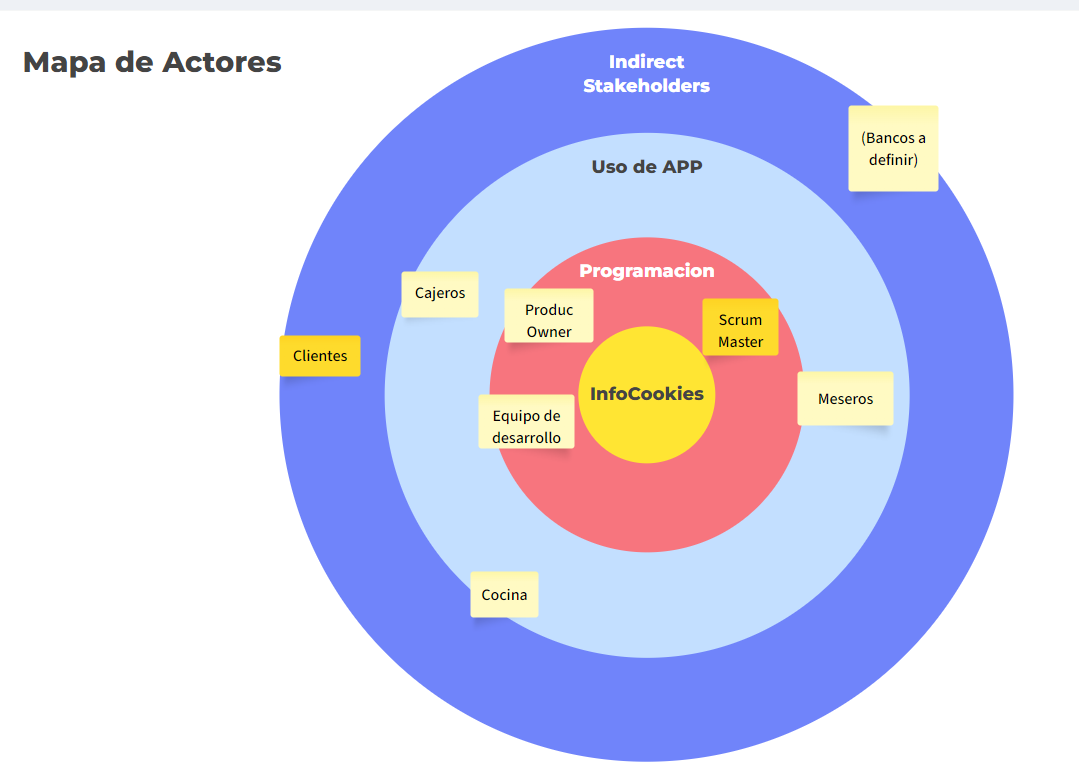 Mapa de Actores
Indirect
Stakeholders
(Bancos a
definir)
Uso de APP
Programacion
Cajeros
Produc
Owner
Scrum
Master
Clientes
InfoCookies
Meseros
Equipo de
desarrollo
Cocina